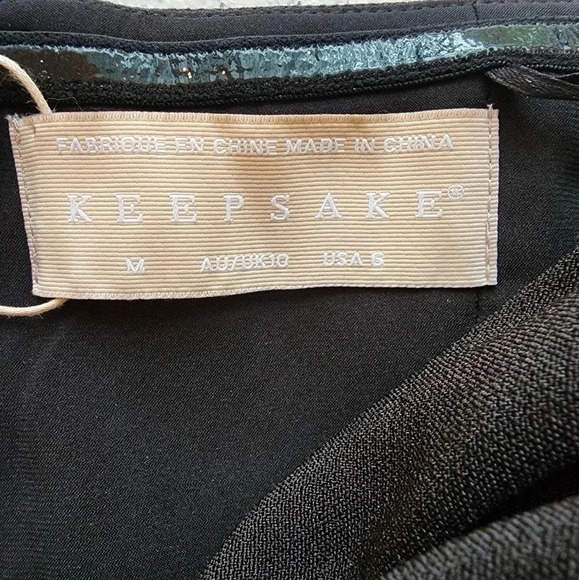 FABRIQUE EN CHINE MADE IN CHINA
KEEPSAKE®
M AU/UK10 USA 6